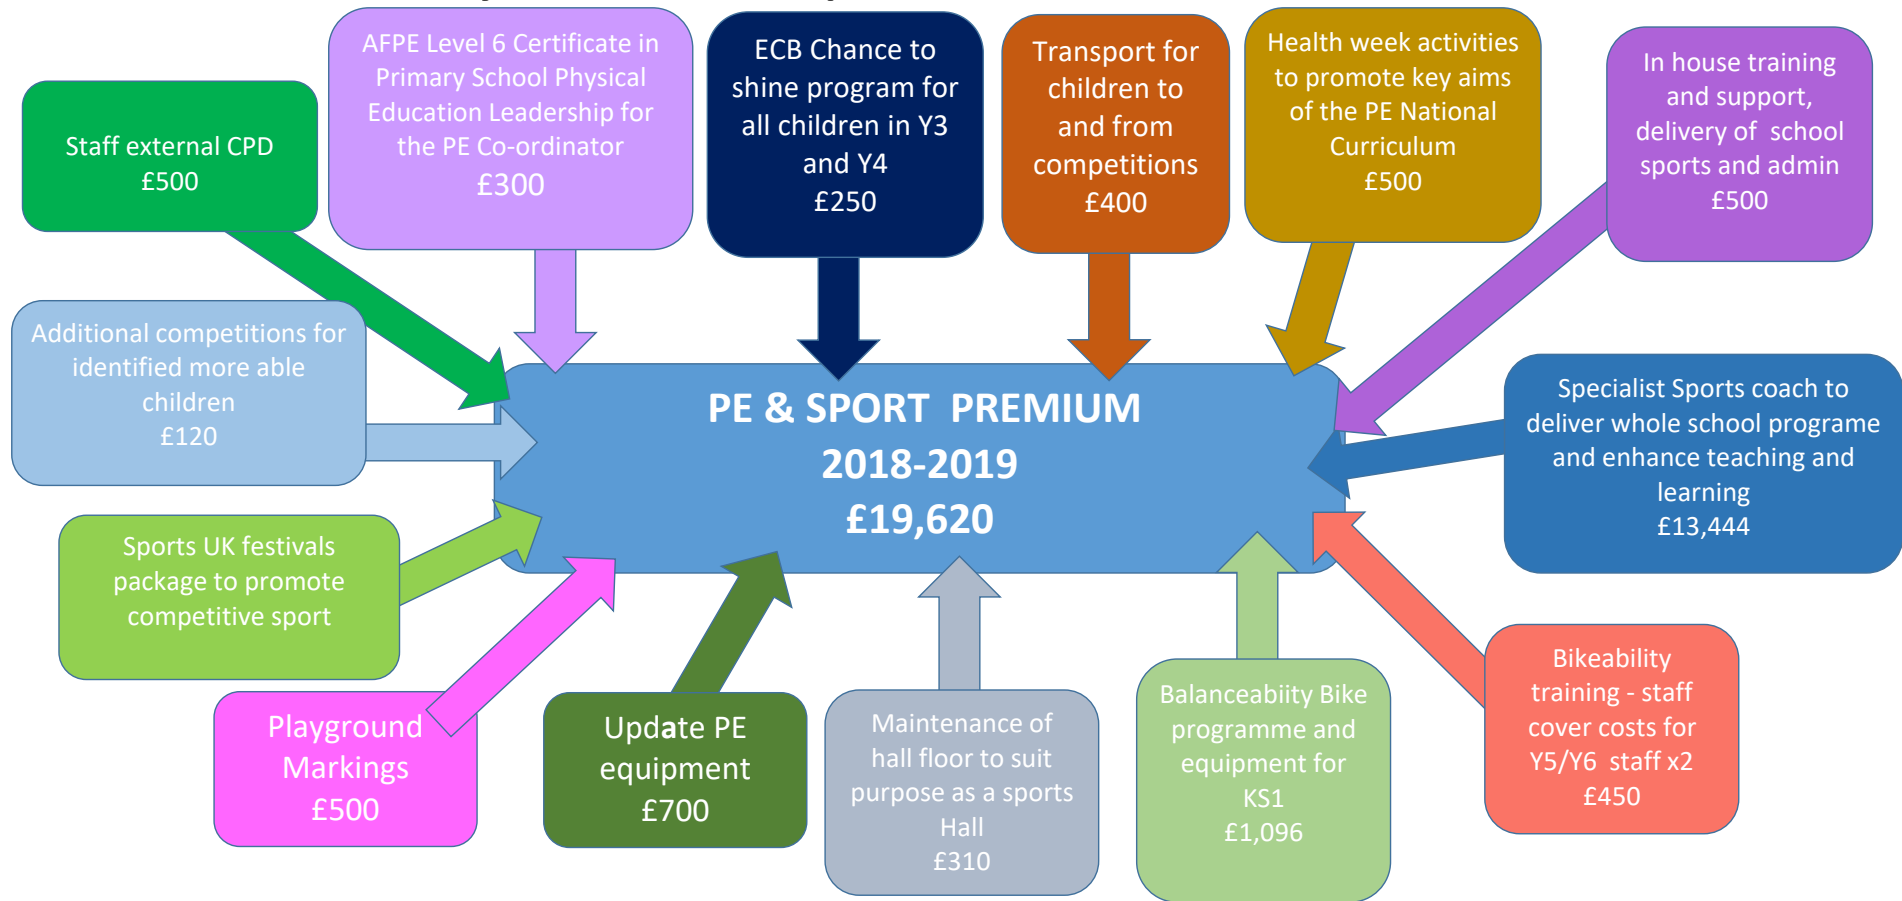 AFPE Level 6 Certificate in
Primary School Physical
Education Leadership for
the PE Co-ordinator
£300
ECB Chance to
shine program for
all children in Y3
and Y4
£250
Transport for
children to
and from
competitions
£400
Health week activities
to promote key aims
of the PE National
Curriculum
£500
In house training
and support,
delivery of school
sports and admin
£500
Staff external CPD
£500
Additional competitions for
identified more able
children
£120
PE & SPORT PREMIUM
2018-2019
£19,620
Specialist Sports coach to
deliver whole school programe
and enhance teaching and
learning
£13,444
Sports UK festivals
package to promote
competitive sport
Playground
Markings
£500
Update PE
equipment
£700
Maintenance of
hall floor to suit
purpose as a sports
Hall
£310
Balanceabiity Bike
programme and
equipment for
KS1
£1,096
Bikeability
training - staff
cover costs for
Y5/Y6 staff x2
£450